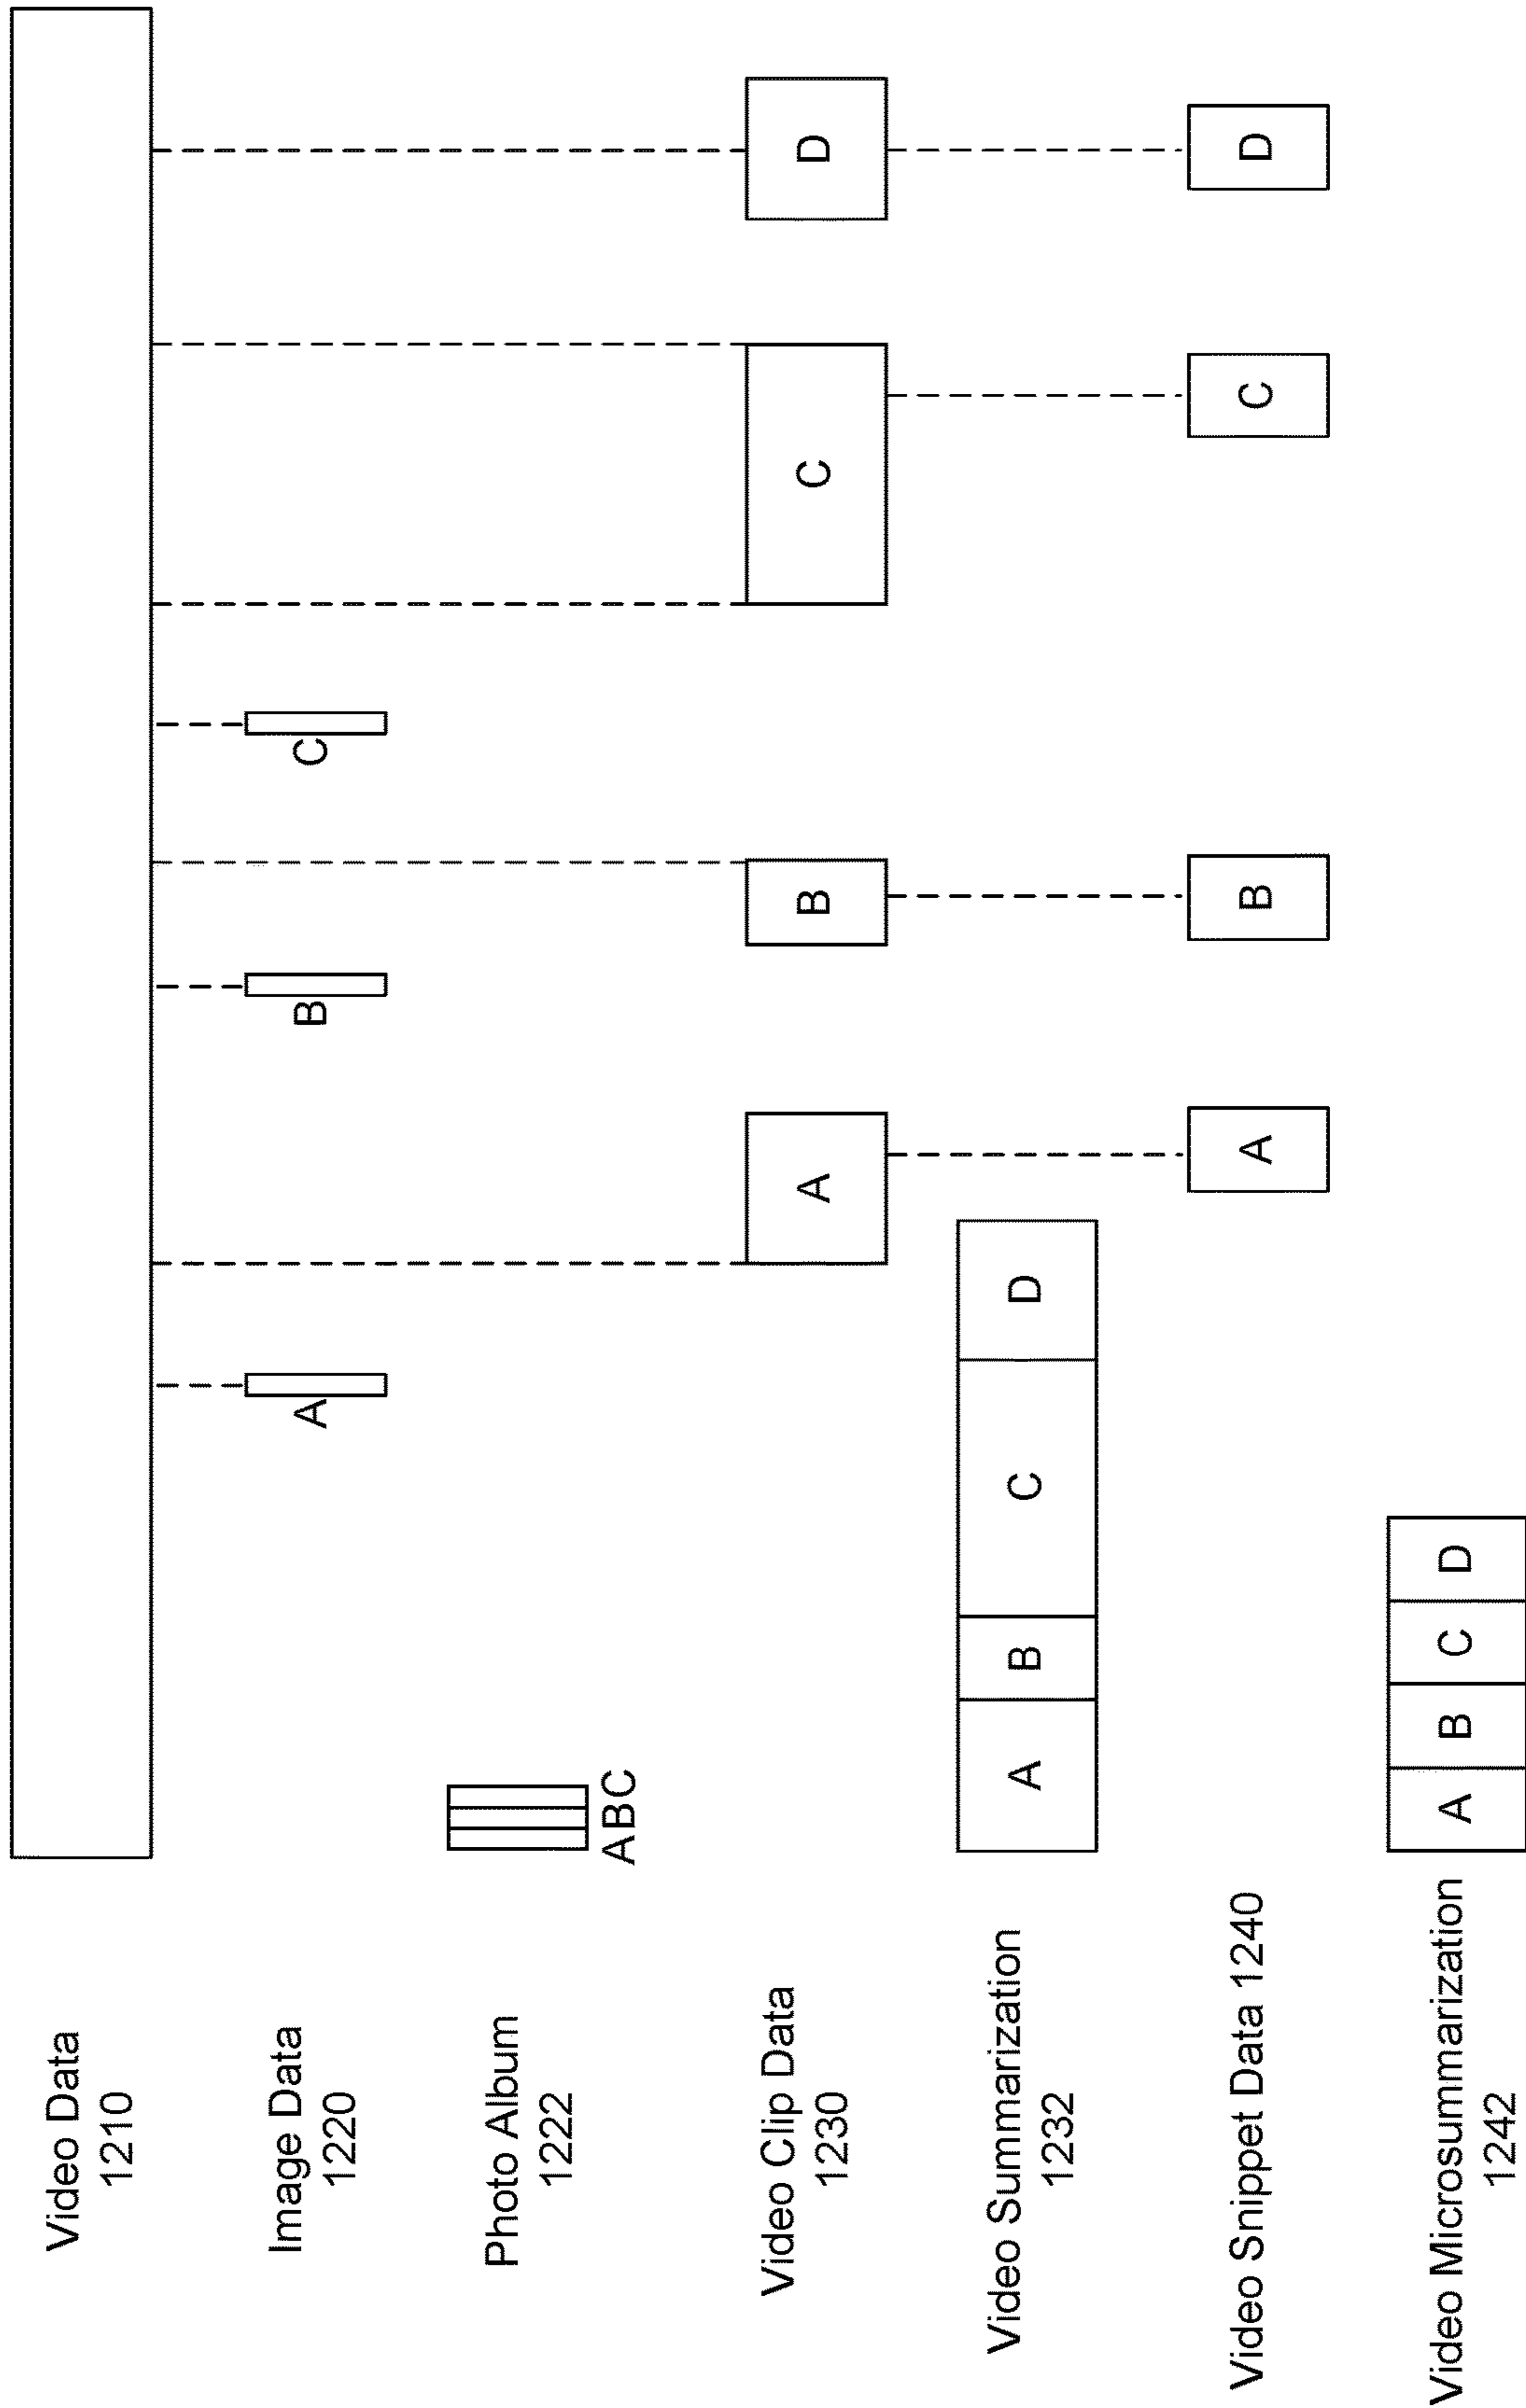 Video Data
1210
Image Data
1220
A
B
C
Photo Album
1222
ABC
Video Clip Data
1230
A
B
C
D
Video Summarization
1232
A
B
C
D
Video Snippet Data 1240
A
B
C
D
Video Microsummarization
1242
A
B
C
D